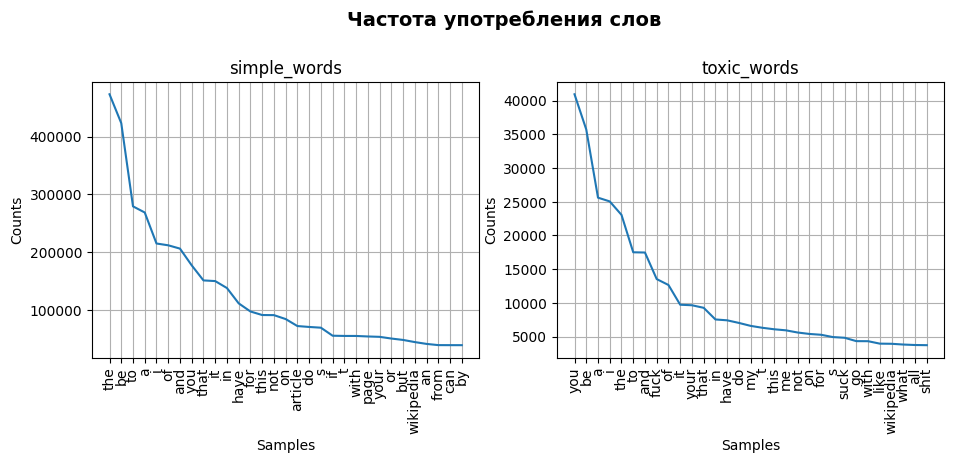 Частота употребления слов
simple_words
toxic_words
Counts
400000
300000
200000
100000
the be to a i of and you that it in have for this not on article do s if t with page your or but wikipedia an from can by
Samples
Counts
40000
35000
30000
25000
20000
15000
10000
5000
you be a i the to and fuck of it your that in have do my t this me not on for s suck go with like wikipedia what all shit
Samples